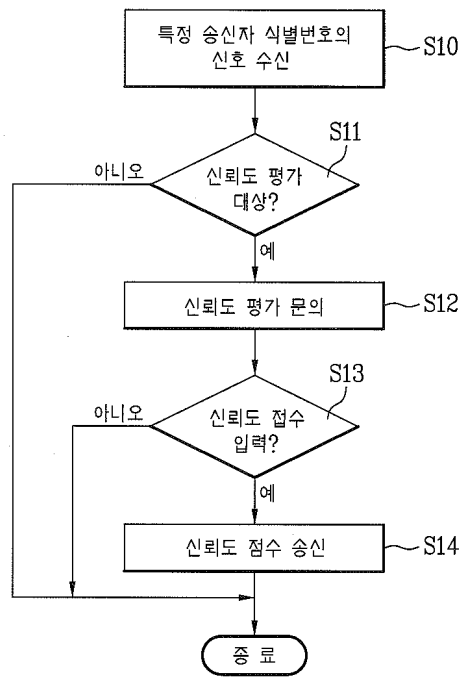 특정 송신자 식별번호의
신호 수신
S10
S11
아니오
신뢰도 평가
대상?
예
신뢰도 평가 문의
S12
S13
아니오
신뢰도 점수
입력?
예
신뢰도 점수 송신
S14
종 료